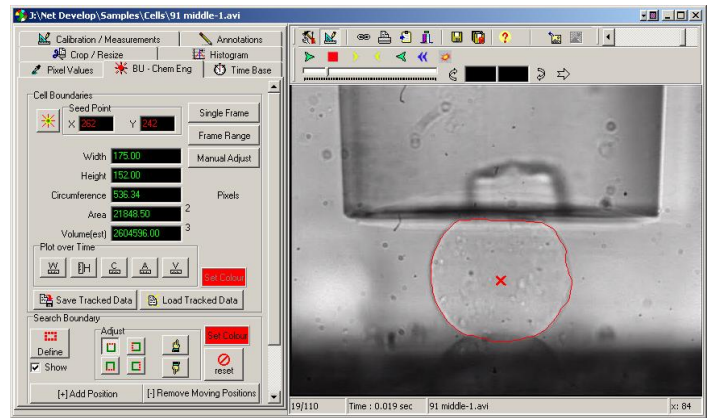 J:\Net Develop\Samples\Cells\91 middle-1.avi
Calibration / Measurements
Annotations
Crop / Resize
Histogram
Pixel Values
BU - Chem Eng
Time Base
Cell Boundaries
Seed Point
X 262 Y 242
Single Frame
Frame Range
Manual Adjust
Width 175.00
Height 152.00
Circumference 536.34 Pixels
Area 21848.50 2
Volume(est) 2604596.00 3
Plot over Time
W H C A V
Set Colour
Save Tracked Data
Load Tracked Data
Search Boundary
Adjust
Define
Set Colour
Show
reset
[+] Add Position
[-] Remove Moving Positions
19/110
Time : 0.019 sec
91 middle-1.avi
x: 84